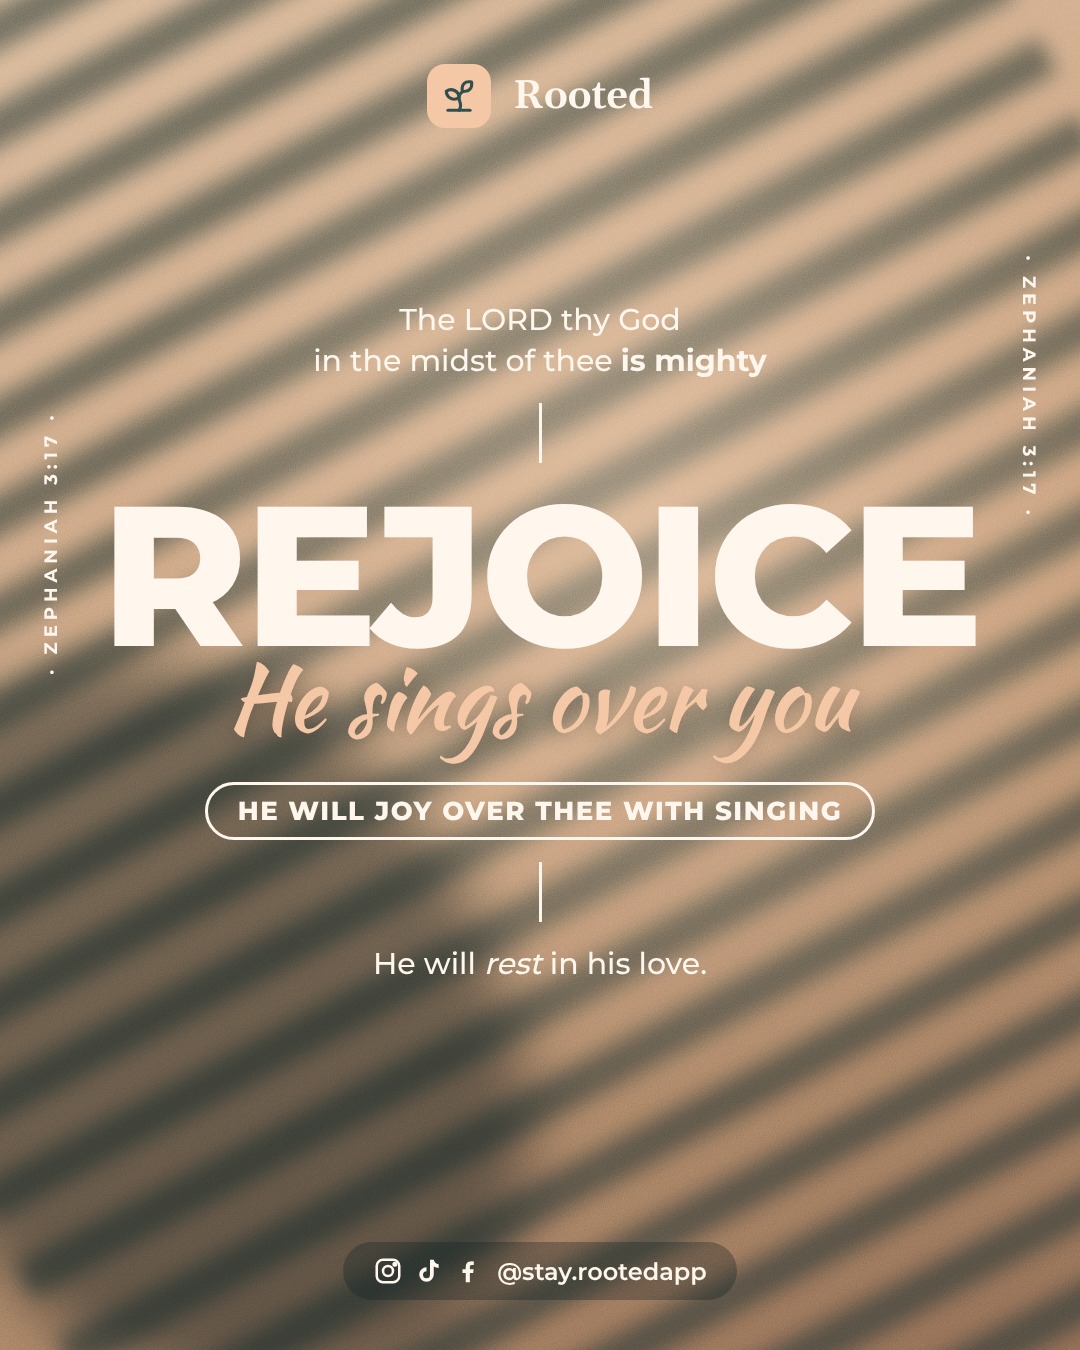 Rooted
The LORD thy God
in the midst of thee is mighty
· ZEPHANIAH 3:17 ·
· ZEPHANIAH 3:17 ·
REJOICE
He sings over you
HE WILL JOY OVER THEE WITH SINGING
He will rest in his love.
@stay.rootedapp